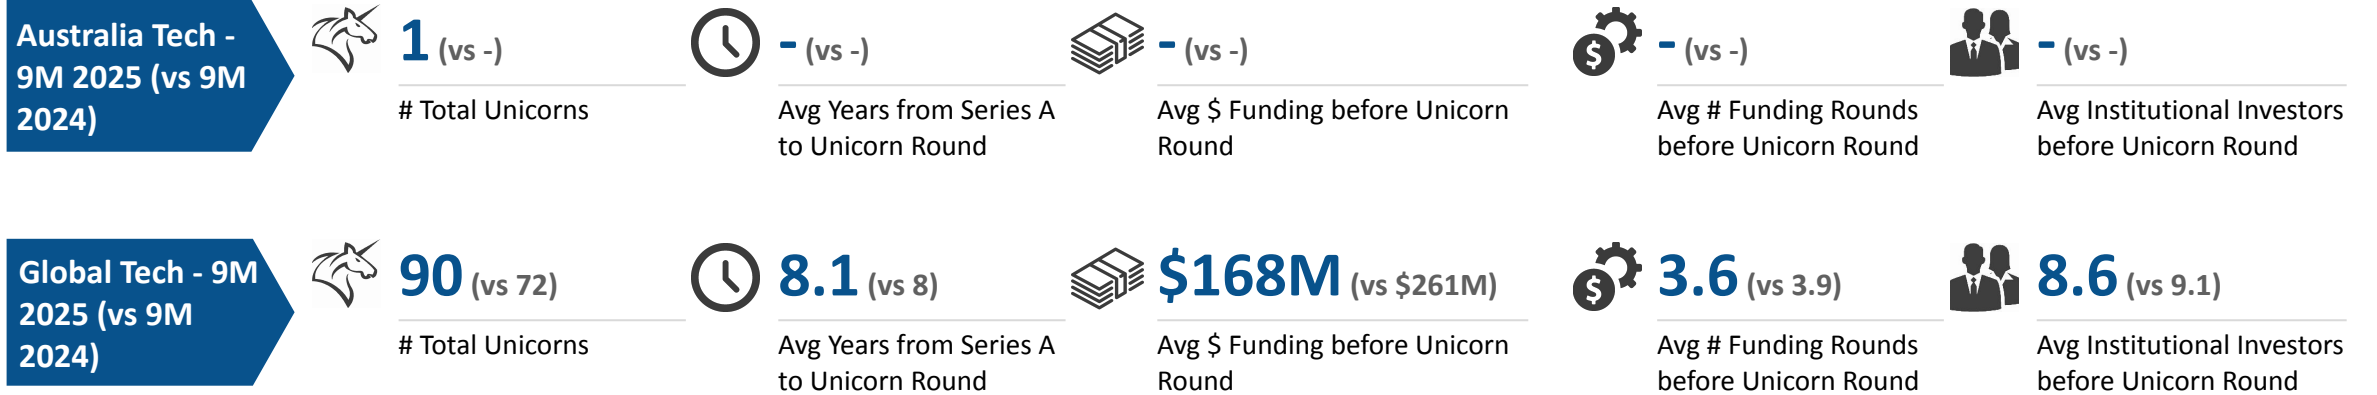 Australia Tech -
9M 2025 (vs 9M
2024)
1 (vs -)
# Total Unicorns
- (vs -)
Avg Years from Series A
to Unicorn Round
- (vs -)
Avg $ Funding before Unicorn
Round
- (vs -)
Avg # Funding Rounds
before Unicorn Round
- (vs -)
Avg Institutional Investors
before Unicorn Round
Global Tech - 9M
2025 (vs 9M
2024)
90 (vs 72)
# Total Unicorns
8.1 (vs 8)
Avg Years from Series A
to Unicorn Round
$168M (vs $261M)
Avg $ Funding before Unicorn
Round
3.6 (vs 3.9)
Avg # Funding Rounds
before Unicorn Round
8.6 (vs 9.1)
Avg Institutional Investors
before Unicorn Round